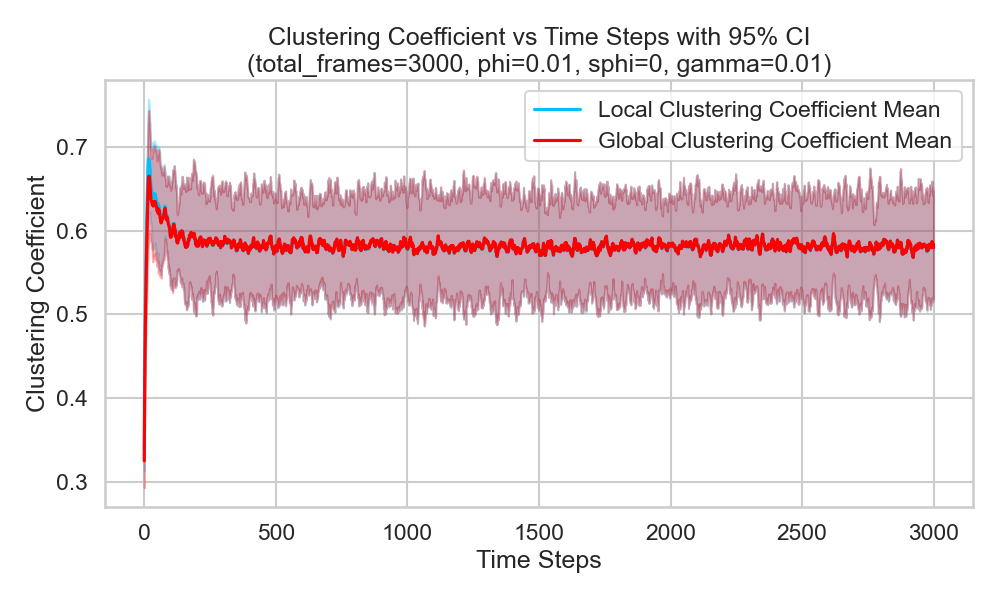 Clustering Coefficient vs Time Steps with 95% CI
(total_frames=3000, phi=0.01, sphi=0, gamma=0.01)
Local Clustering Coefficient Mean
Global Clustering Coefficient Mean
Clustering Coefficient
0.7
0.6
0.5
0.4
0.3
0 500 1000 1500 2000 2500 3000
Time Steps